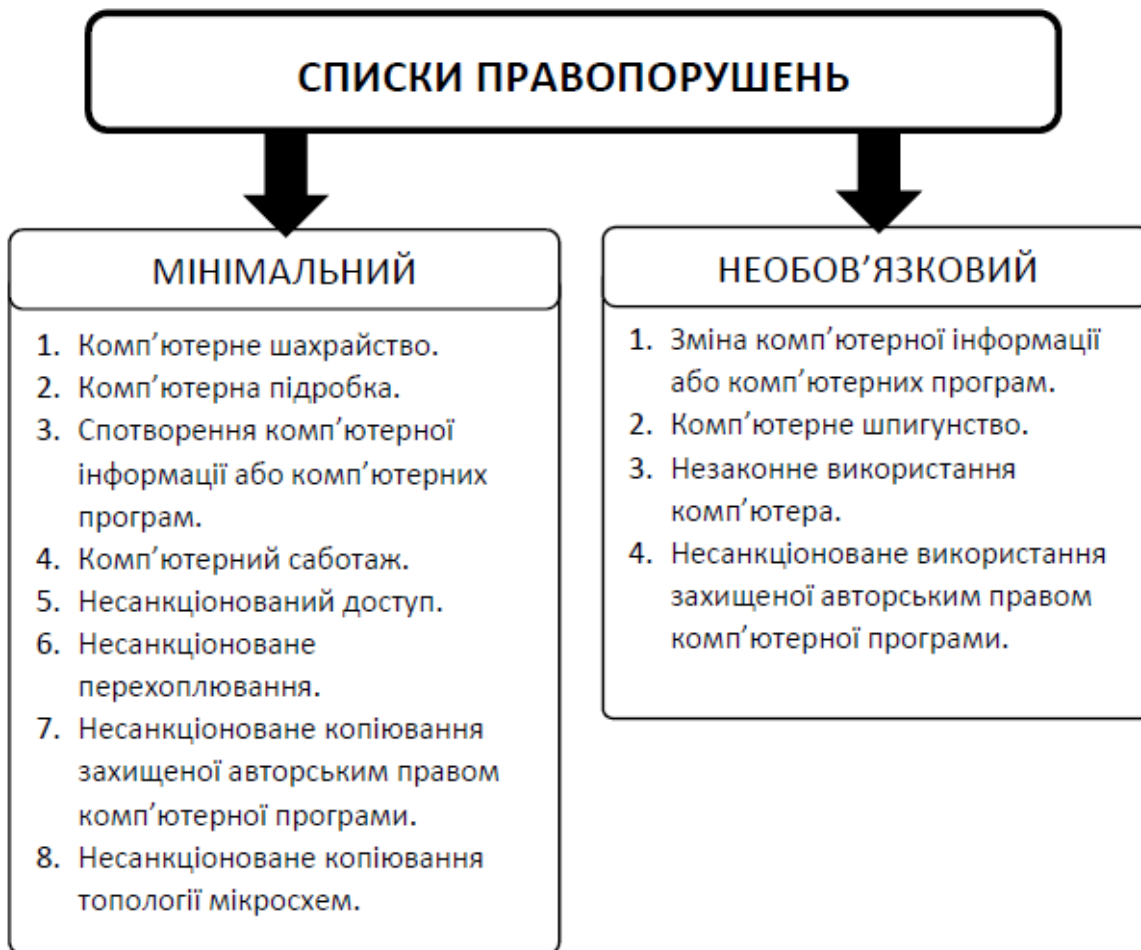 СПИСКИ ПРАВОПОРУШЕНЬ
МІНІМАЛЬНИЙ
1. Комп’ютерне шахрайство.
2. Комп’ютерна підробка.
3. Спотворення комп’ютерної
інформації або комп’ютерних
програм.
4. Комп’ютерний саботаж.
5. Несанкціонований доступ.
6. Несанкціоноване
перехоплювання.
7. Несанкціоноване копіювання
захищеної авторським правом
комп’ютерної програми.
8. Несанкціоноване копіювання
топології мікросхем.
НЕОБОВ’ЯЗКОВИЙ
1. Зміна комп’ютерної інформації
або комп’ютерних програм.
2. Комп’ютерне шпигунство.
3. Незаконне використання
комп’ютера.
4. Несанкціоноване використання
захищеної авторським правом
комп’ютерної програми.